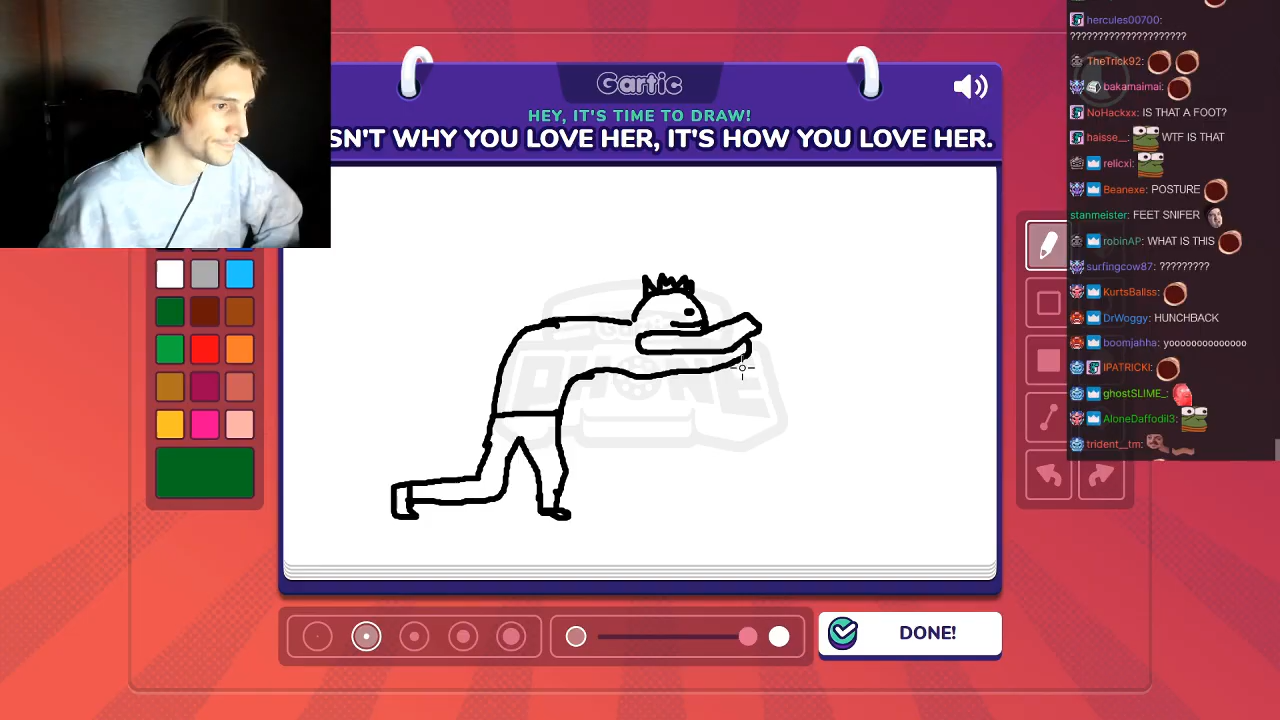 Gartic
HEY, IT'S TIME TO DRAW!
SN'T WHY YOU LOVE HER, IT'S HOW YOU LOVE HER.
PHONE
DONE!
hercules00700:
?????????????????????
TheTrick92:
bakamaimai:
NoHackxx: IS THAT A FOOT?
haisse__: WTF IS THAT
relicxi:
Beanexe: POSTURE
stanmeister: FEET SNIFER
robinAP: WHAT IS THIS
surfingcow87: ?????????
KurtsBallss:
DrWoggy: HUNCHBACK
boomjahha: yoooooooooooooo
IPATRICKI:
ghostSLIME_:
AloneDaffodil3:
trident__tm: